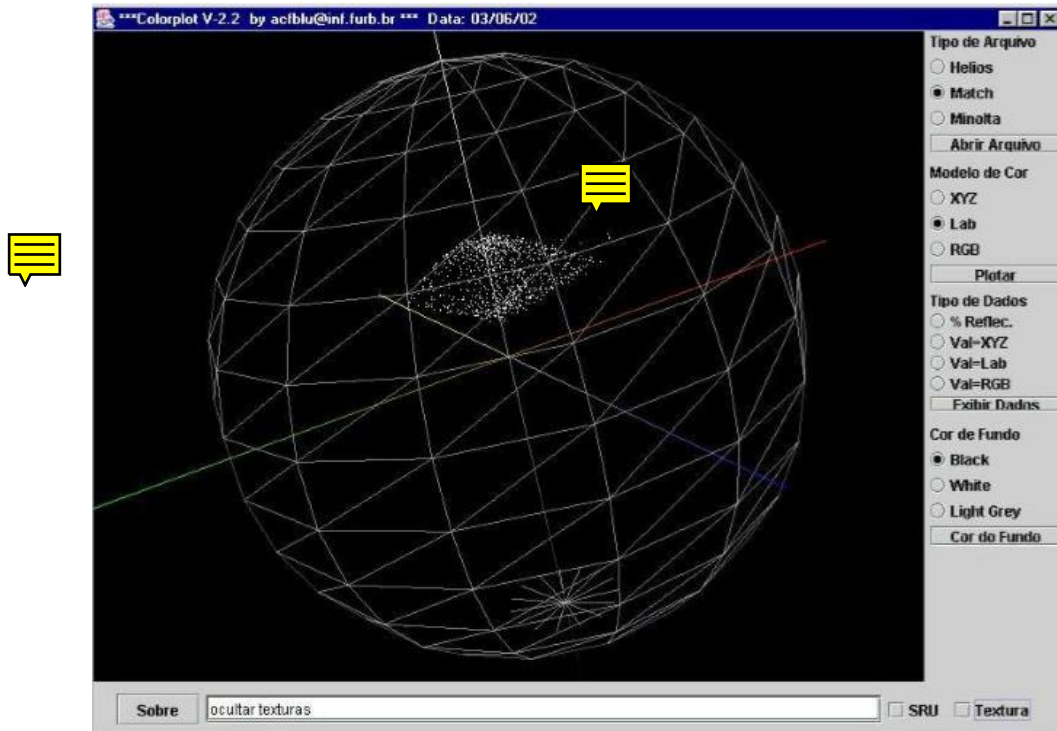 ***Colorplot V-2.2 by acfblu@inf.furb.br *** Data: 03/06/02
Tipo de Arquivo
Helios
Match
Minolta
Abrir Arquivo
Modelo de Cor
XYZ
Lab
RGB
Plotar
Tipo de Dados
% Reflec.
Val=XYZ
Val=Lab
Val=RGB
Exibir Dados
Cor de Fundo
Black
White
Light Grey
Cor do Fundo
Sobre
ocultar texturas
SRU
Textura